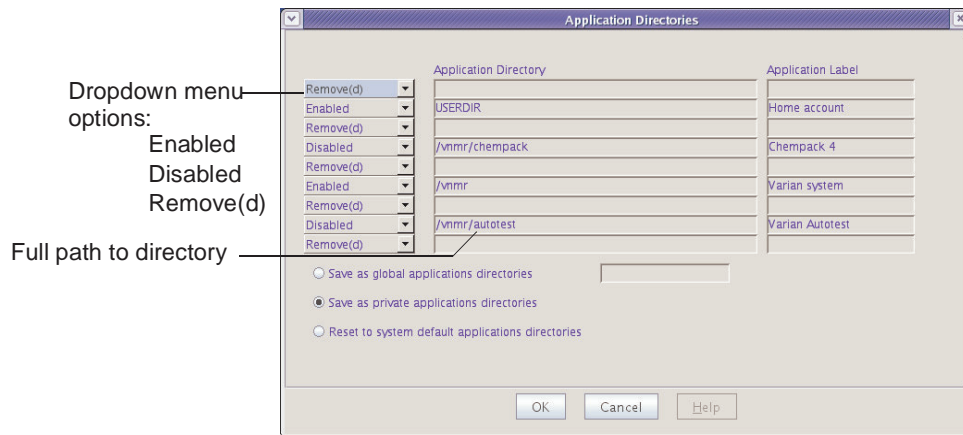 Application Directories
Application Directory Application Label
Dropdown menu options:
Enabled
Disabled
Remove(d)
Full path to directory
Remove(d)
Enabled USERDIR Home account
Remove(d)
Disabled /vnmr/chempack Chempack 4
Remove(d)
Enabled /vnmr Varian system
Remove(d)
Disabled /vnmr/autotest Varian Autotest
Remove(d)
Save as global applications directories
Save as private applications directories
Reset to system default applications directories
OK Cancel Help